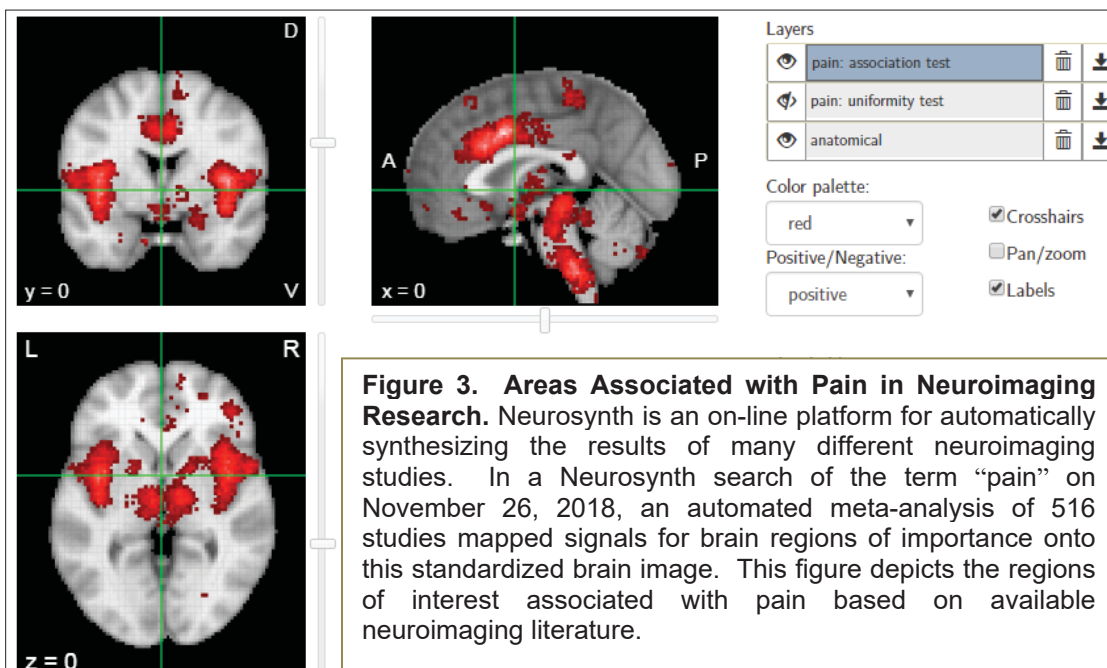 D
V
y = 0
A
P
x = 0
Layers
pain: association test
pain: uniformity test
anatomical
Color palette:
red
Crosshairs
Pan/zoom
Positive/Negative:
positive
Labels
L
R
z = 0
Figure 3. Areas Associated with Pain in Neuroimaging
Research. Neurosynth is an on-line platform for automatically
synthesizing the results of many different neuroimaging
studies. In a Neurosynth search of the term “pain” on
November 26, 2018, an automated meta-analysis of 516
studies mapped signals for brain regions of importance onto
this standardized brain image. This figure depicts the regions
of interest associated with pain based on available
neuroimaging literature.